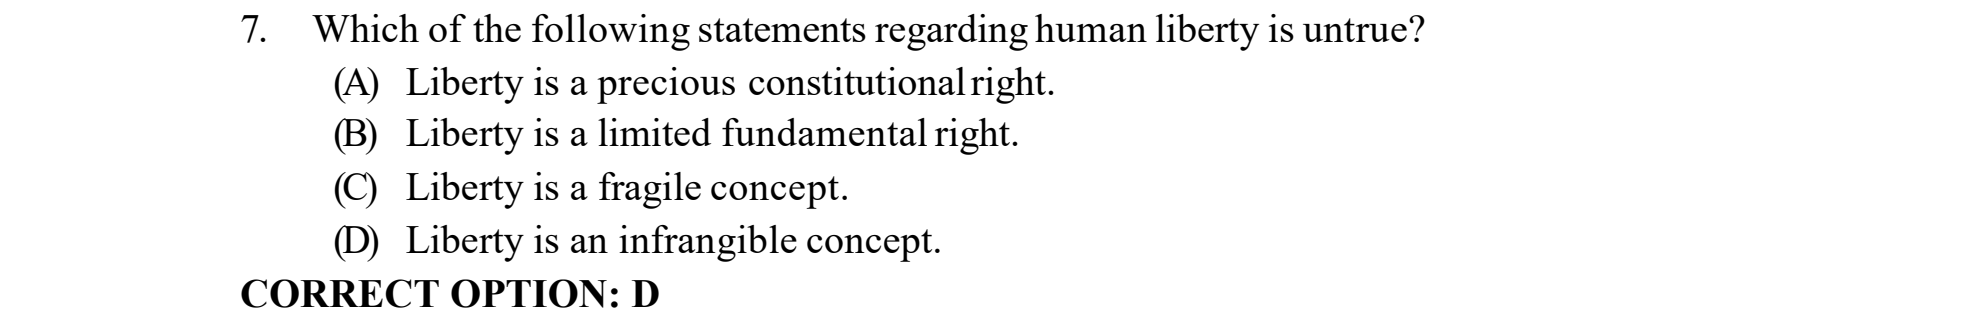 7. Which of the following statements regarding human liberty is untrue?
(A) Liberty is a precious constitutional right.
(B) Liberty is a limited fundamental right.
(C) Liberty is a fragile concept.
(D) Liberty is an infrangible concept.
CORRECT OPTION: D